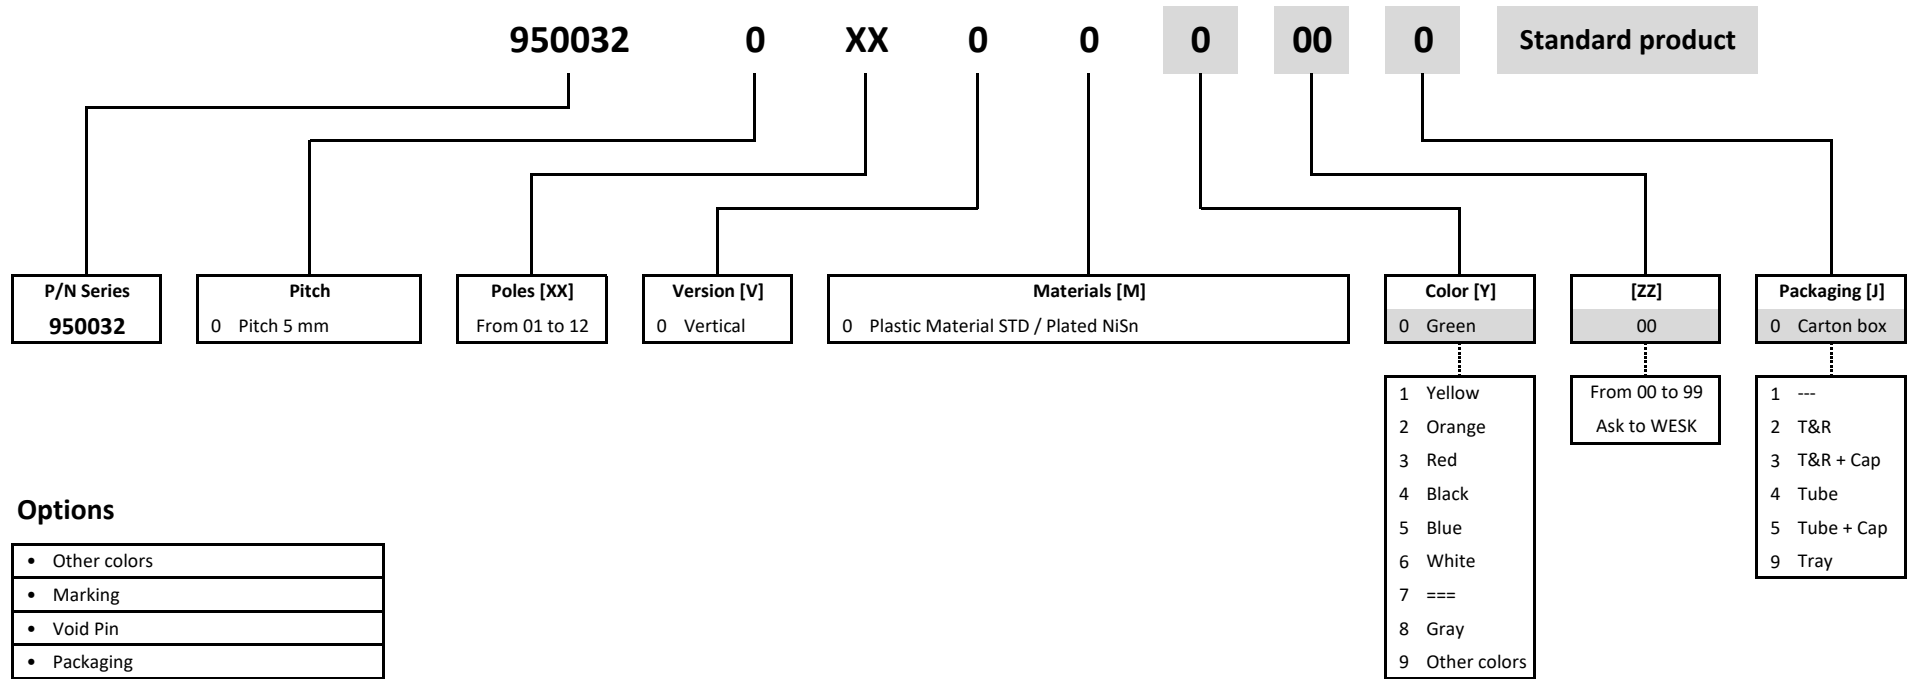 950032 0 XX 0 0 0 00 0 Standard product
P/N Series Pitch Poles [XX] Version [V] Materials [M] Color [Y] [ZZ] Packaging [J]
950032 0 Pitch 5 mm From 01 to 12 0 Vertical 0 Plastic Material STD / Plated NiSn 0 Green 00 0 Carton box
1 Yellow From 00 to 99 1 ---
2 Orange Ask to WESK 2 T&R
3 Red 3 T&R + Cap
4 Black 4 Tube
Options
5 Blue 5 Tube + Cap
• Other colors 6 White 9 Tray
• Marking 7 ===
• Void Pin 8 Gray
• Packaging 9 Other colors